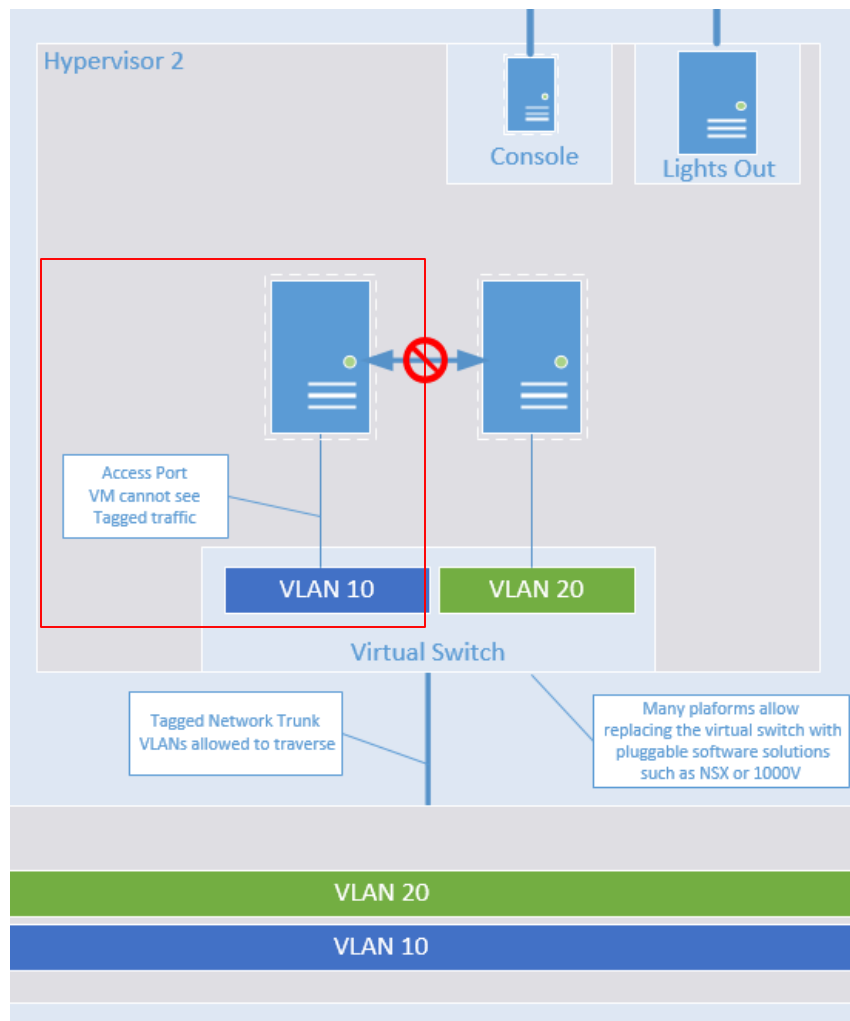 Hypervisor 2
Console
Lights Out
Access Port
VM cannot see
Tagged traffic
VLAN 10
VLAN 20
Virtual Switch
Tagged Network Trunk
VLANs allowed to traverse
Many plaforms allow
replacing the virtual switch with
pluggable software solutions
such as NSX or 1000V
VLAN 20
VLAN 10